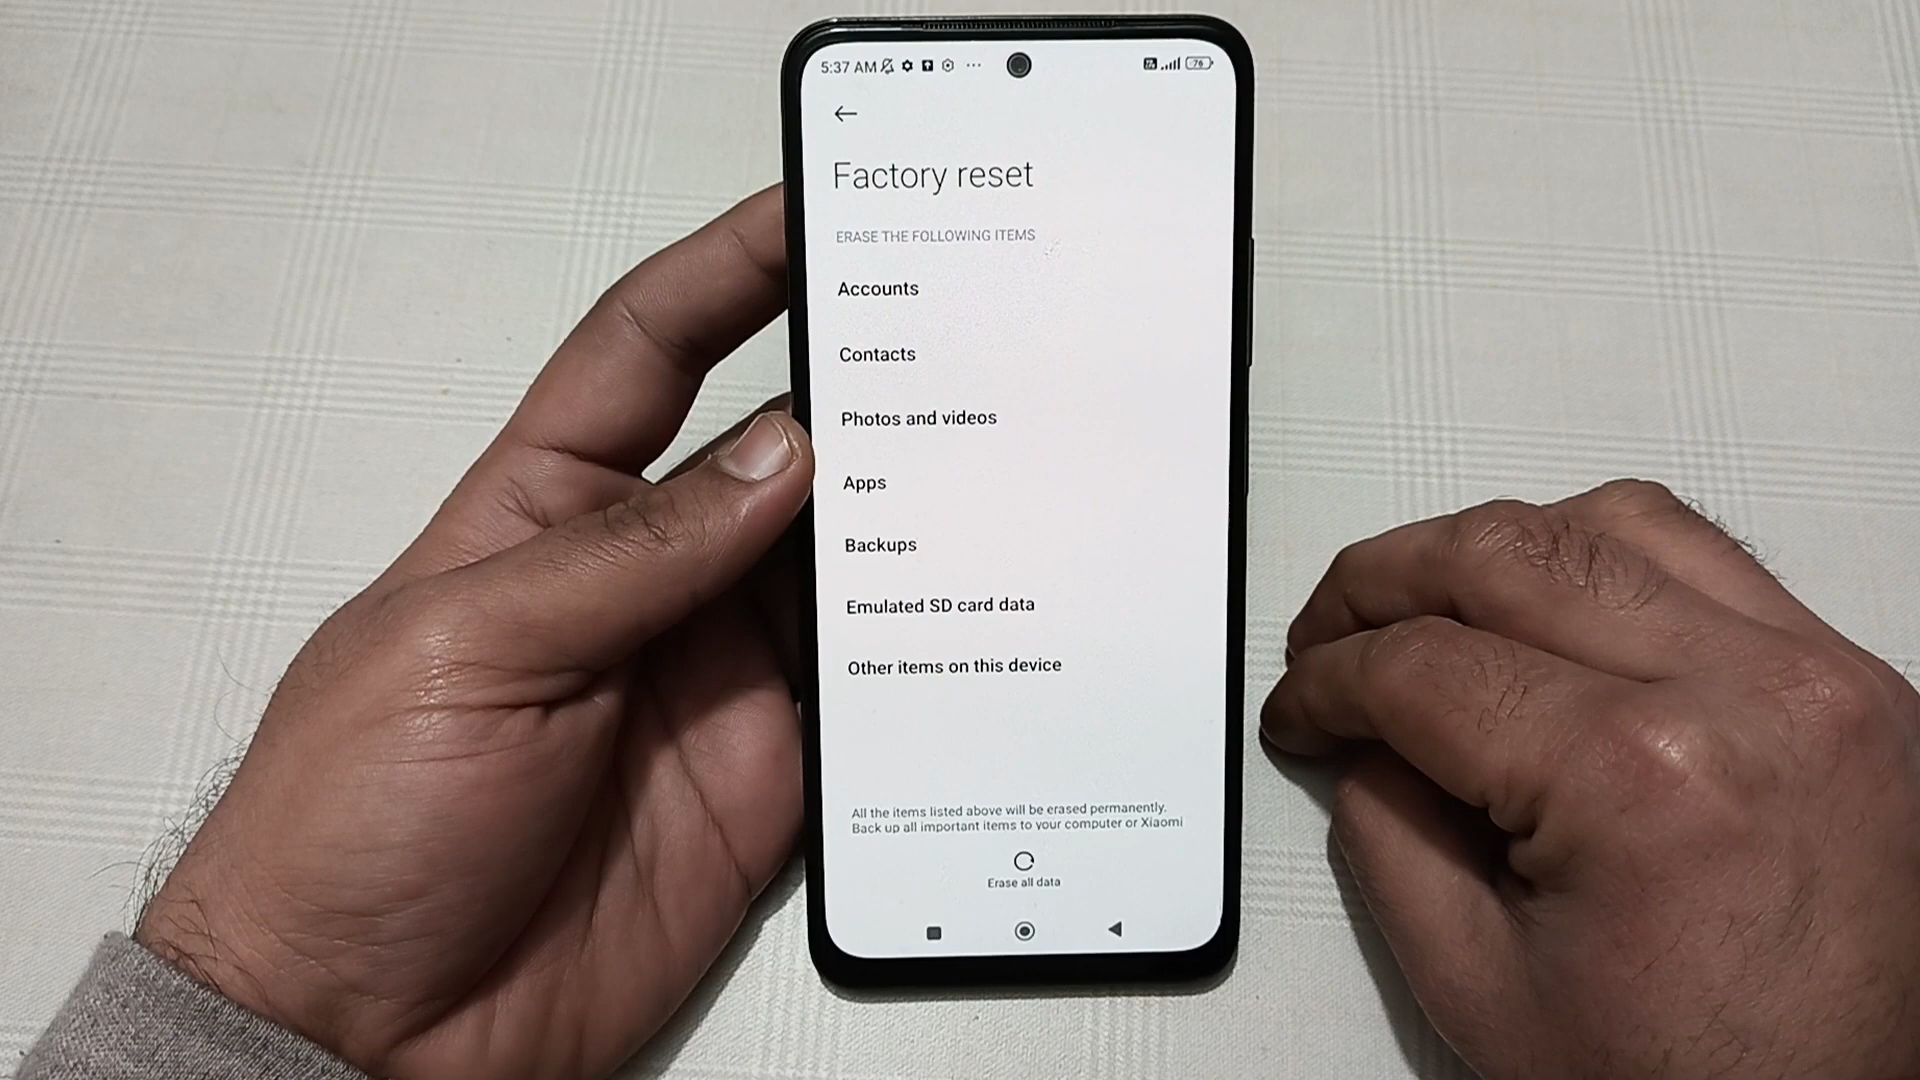 5:37 AM
76
Factory reset
ERASE THE FOLLOWING ITEMS
Accounts
Contacts
Photos and videos
Apps
Backups
Emulated SD card data
Other items on this device
All the items listed above will be erased permanently.
Back up all important items to your computer or Xiaomi
Erase all data